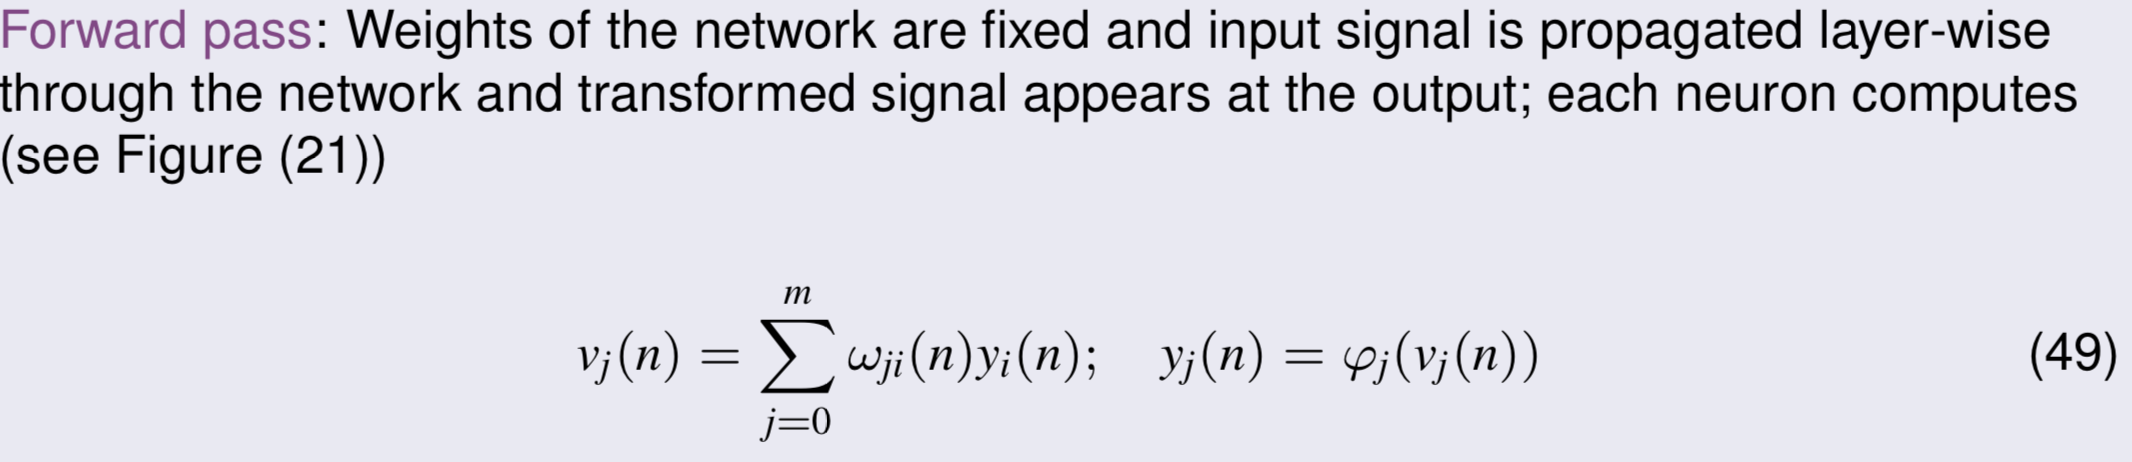 Forward pass: Weights of the network are fixed and input signal is propagated layer-wise
through the network and transformed signal appears at the output; each neuron computes
(see Figure (21))
v_j(n) = \sum_{j=0}^{m} ω_{ji}(n)y_i(n); y_j(n) = φ_j(v_j(n)) (49)